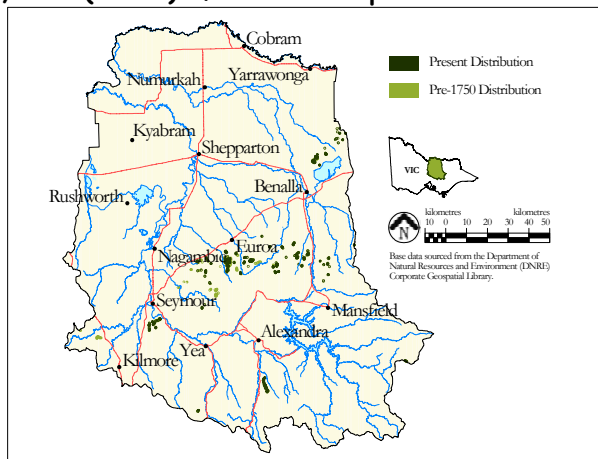 Cobram
Numurkah
Yarrawonga
Kyabram
Shepparton
Benalla
Rushworth
Euroa
Nagambie
Seymour
Mansfield
Alexandra
Yea
Kilmore
Present Distribution
Pre-1750 Distribution
VIC
N
kilometres kilometres
10 0 10 20 30 40 50
Base data sourced from the Department of
Natural Resources and Environment (DNRE)
Corporate Geospatial Library.